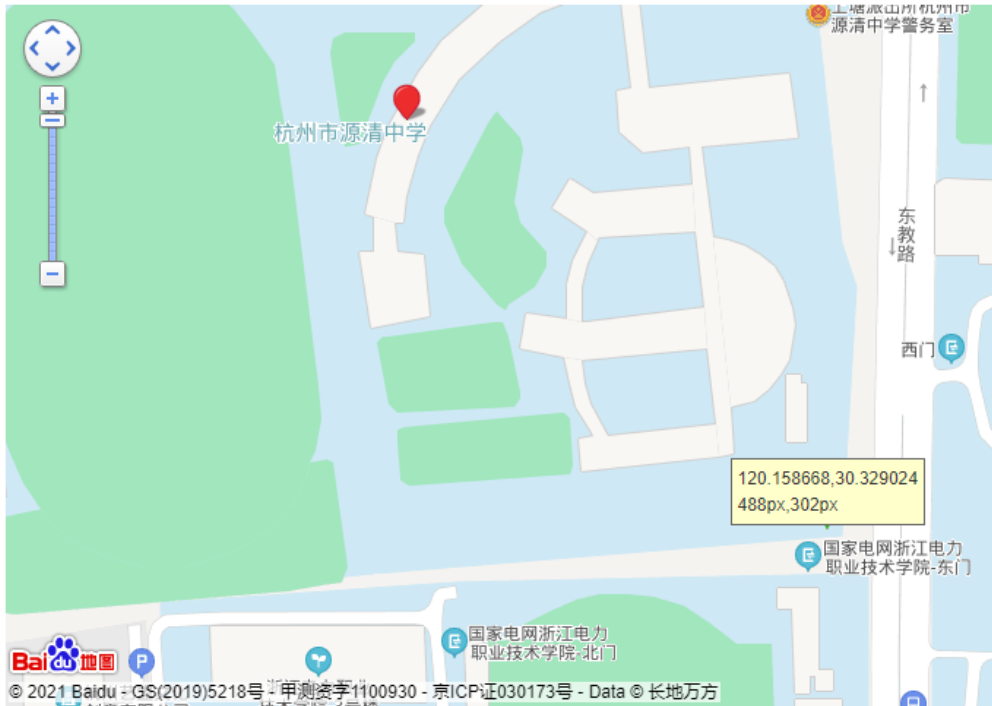 上塘派出所杭州市
源清中学警务室
杭州市源清中学
东教路
西门
120.158668,30.329024
488px,302px
国家电网浙江电力
职业技术学院-东门
国家电网浙江电力
职业技术学院-北门
P
Bai du 地图
© 2021 Baidu - GS(2019)5218号 - 甲测资字1100930 - 京ICP证030173号 - Data © 长地万方